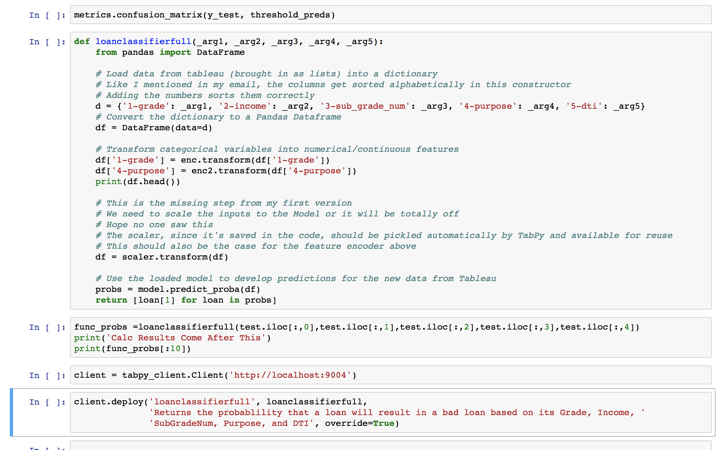 In [ ]: metrics.confusion_matrix(y_test, threshold_preds)
In [ ]: def loanclassifierfull(_arg1, _arg2, _arg3, _arg4, _arg5):
    from pandas import DataFrame

    # Load data from tableau (brought in as lists) into a dictionary
    # Like I mentioned in my email, the columns get sorted alphabetically in this constructor
    # Adding the numbers sorts them correctly
    d = {'1-grade': _arg1, '2-income': _arg2, '3-sub_grade_num': _arg3, '4-purpose': _arg4, '5-dti': _arg5}
    # Convert the dictionary to a Pandas Dataframe
    df = DataFrame(data=d)

    # Transform categorical variables into numerical/continuous features
    df['1-grade'] = enc.transform(df['1-grade'])
    df['4-purpose'] = enc2.transform(df['4-purpose'])
    print(df.head())

    # This is the missing step from my first version
    # We need to scale the inputs to the Model or it will be totally off
    # Hope no one saw this
    # The scaler, since it's saved in the code, should be pickled automatically by TabPy and available for reuse
    # This should also be the case for the feature encoder above
    df = scaler.transform(df)

    # Use the loaded model to develop predictions for the new data from Tableau
    probs = model.predict_proba(df)
    return [loan[1] for loan in probs]
In [ ]: func_probs =loanclassifierfull(test.iloc[:,0],test.iloc[:,1],test.iloc[:,2],test.iloc[:,3],test.iloc[:,4])
print('Calc Results Come After This')
print(func_probs[:10])
In [ ]: client = tabpy_client.Client('http://localhost:9004')
In [ ]: client.deploy('loanclassifierfull', loanclassifierfull,
              'Returns the probablility that a loan will result in a bad loan based on its Grade, Income, '
              'SubGradeNum, Purpose, and DTI', override=True)